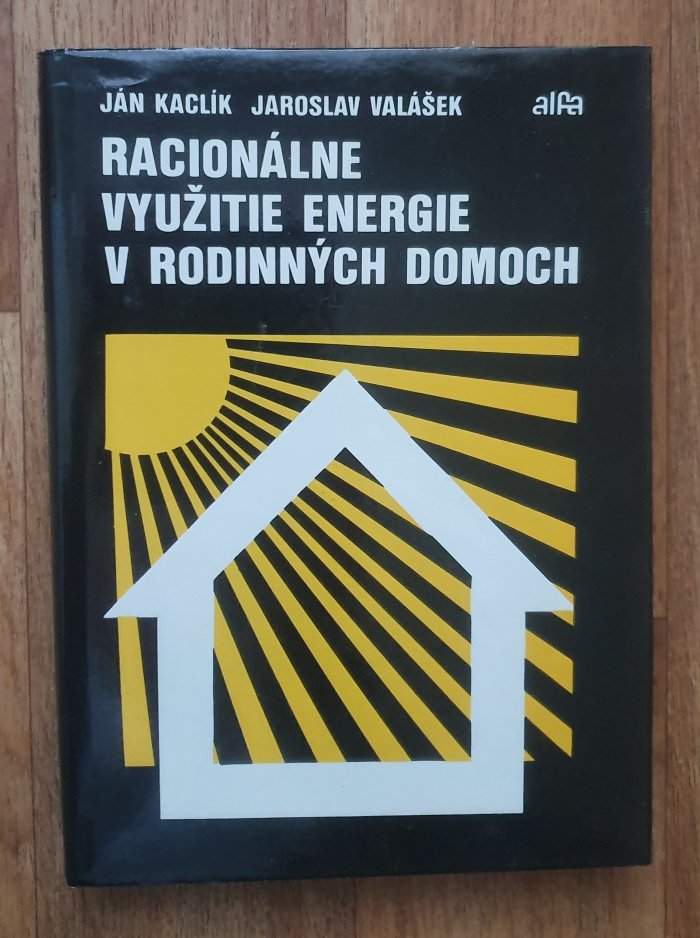 JÁN KACLÍK JAROSLAV VALÁŠEK alfa
RACIONÁLNE
VYUŽITIE ENERGIE
V RODINNÝCH DOMOCH